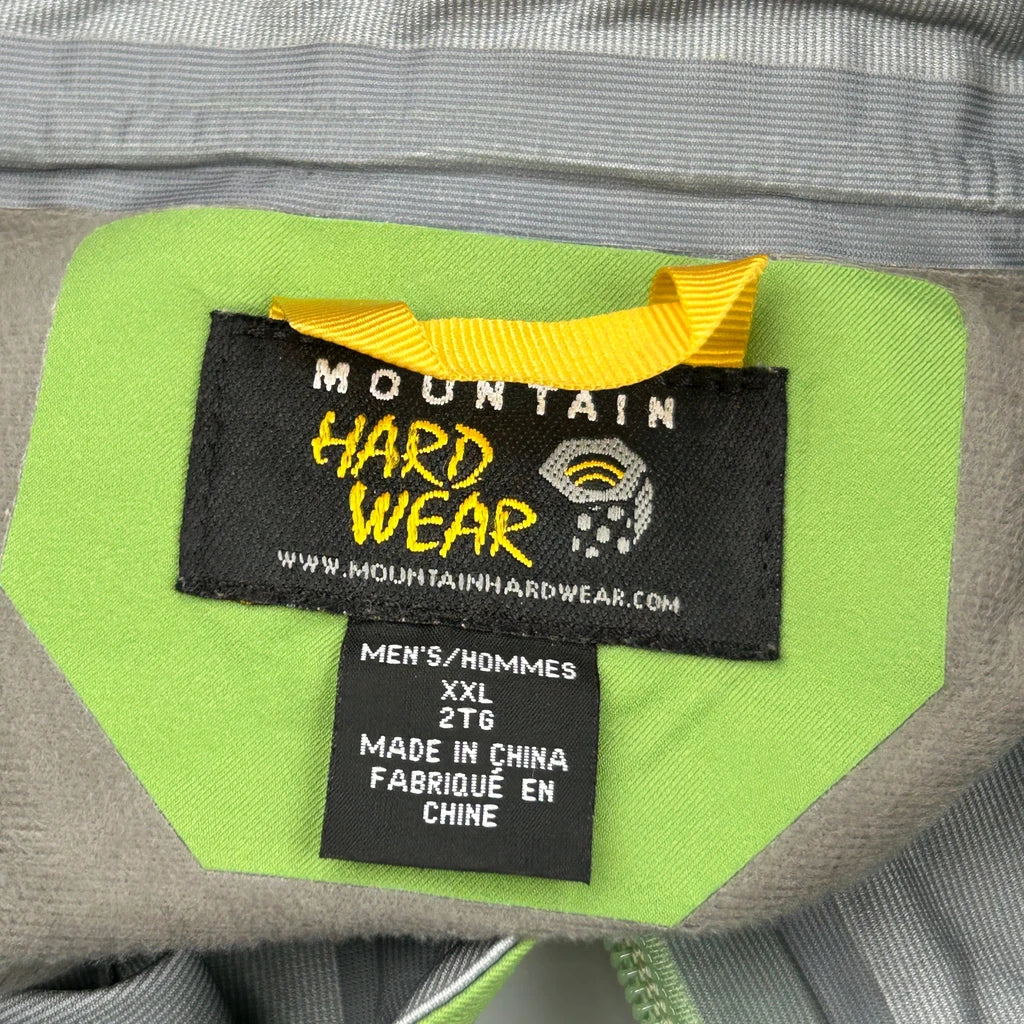 MOUNTAIN
HARD
WEAR
WWW.MOUNTAINHARDWEAR.COM
MEN'S/HOMMES
XXL
2TG
MADE IN CHINA
FABRIQUÉ EN
CHINE